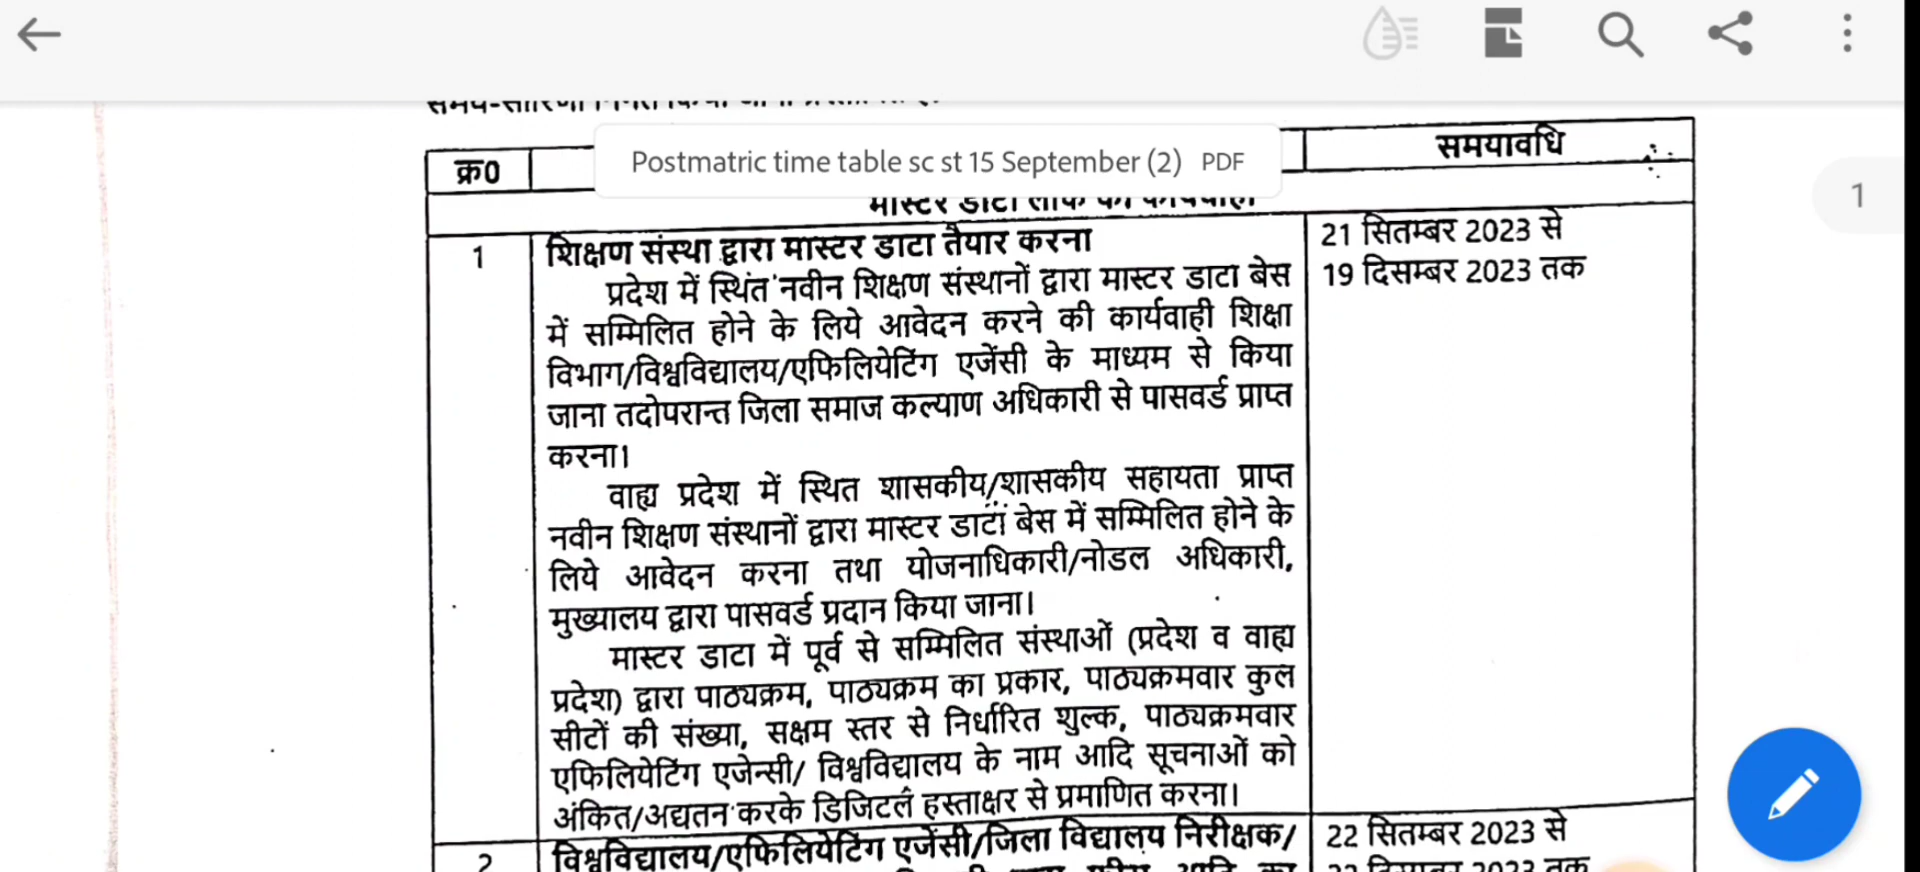 Postmatric time table sc st 15 September (2) PDF
1
क्र0
समयावधि
1
शिक्षण संस्था द्वारा मास्टर डाटा तैयार करना
प्रदेश में स्थित नवीन शिक्षण संस्थानों द्वारा मास्टर डाटा बेस
में सम्मिलित होने के लिये आवेदन करने की कार्यवाही शिक्षा
विभाग/विश्वविद्यालय/एफिलियेटिंग एजेंसी के माध्यम से किया
जाना तदोपरान्त जिला समाज कल्याण अधिकारी से पासवर्ड प्राप्त
करना।
वाह्य प्रदेश में स्थित शासकीय/शासकीय सहायता प्राप्त
नवीन शिक्षण संस्थानों द्वारा मास्टर डाटा बेस में सम्मिलित होने के
लिये आवेदन करना तथा योजनाधिकारी/नोडल अधिकारी,
मुख्यालय द्वारा पासवर्ड प्रदान किया जाना।
मास्टर डाटा में पूर्व से सम्मिलित संस्थाओं (प्रदेश व वाह्य
प्रदेश) द्वारा पाठ्यक्रम, पाठ्यक्रम का प्रकार, पाठ्यक्रमवार कुल
सीटों की संख्या, सक्षम स्तर से निर्धारित शुल्क, पाठ्यक्रमवार
एफिलियेटिंग एजेन्सी/ विश्वविद्यालय के नाम आदि सूचनाओं को
अंकित/अद्यतन करके डिजिटल हस्ताक्षर से प्रमाणित करना।
21 सितम्बर 2023 से
19 दिसम्बर 2023 तक
2
विश्वविद्यालय/एफिलियेटिंग एजेंसी/जिला विद्यालय निरीक्षक/
22 सितम्बर 2023 से